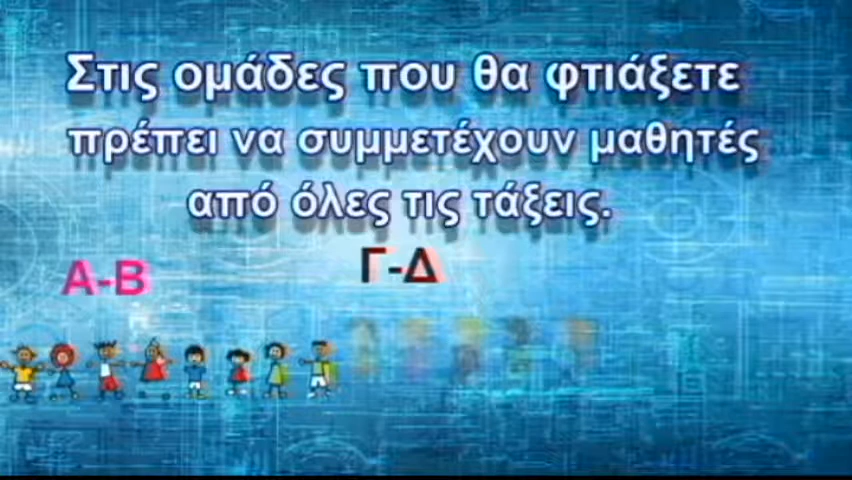 Στις ομάδες που θα φτιάξετε
πρέπει να συμμετέχουν μαθητές
από όλες τις τάξεις.
Α-Β Γ-Δ